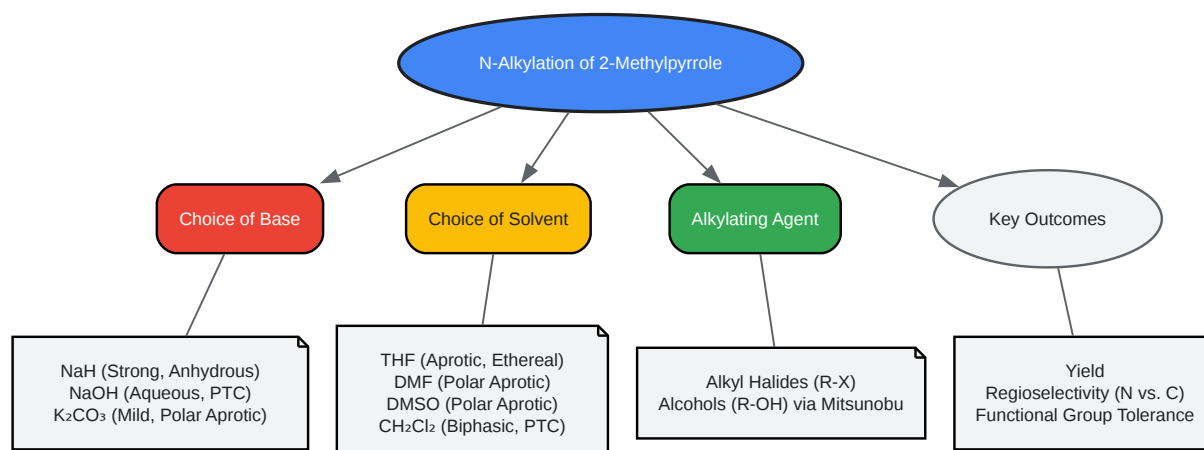 N-Alkylation of 2-Methylpyrrole
Choice of Base
Choice of Solvent
Alkylating Agent
Key Outcomes
NaH (Strong, Anhydrous)
NaOH (Aqueous, PTC)
K₂CO₃ (Mild, Polar Aprotic)
THF (Aprotic, Ethereal)
DMF (Polar Aprotic)
DMSO (Polar Aprotic)
CH₂Cl₂ (Biphasic, PTC)
Alkyl Halides (R-X)
Alcohols (R-OH) via Mitsunobu
Yield
Regioselectivity (N vs. C)
Functional Group Tolerance